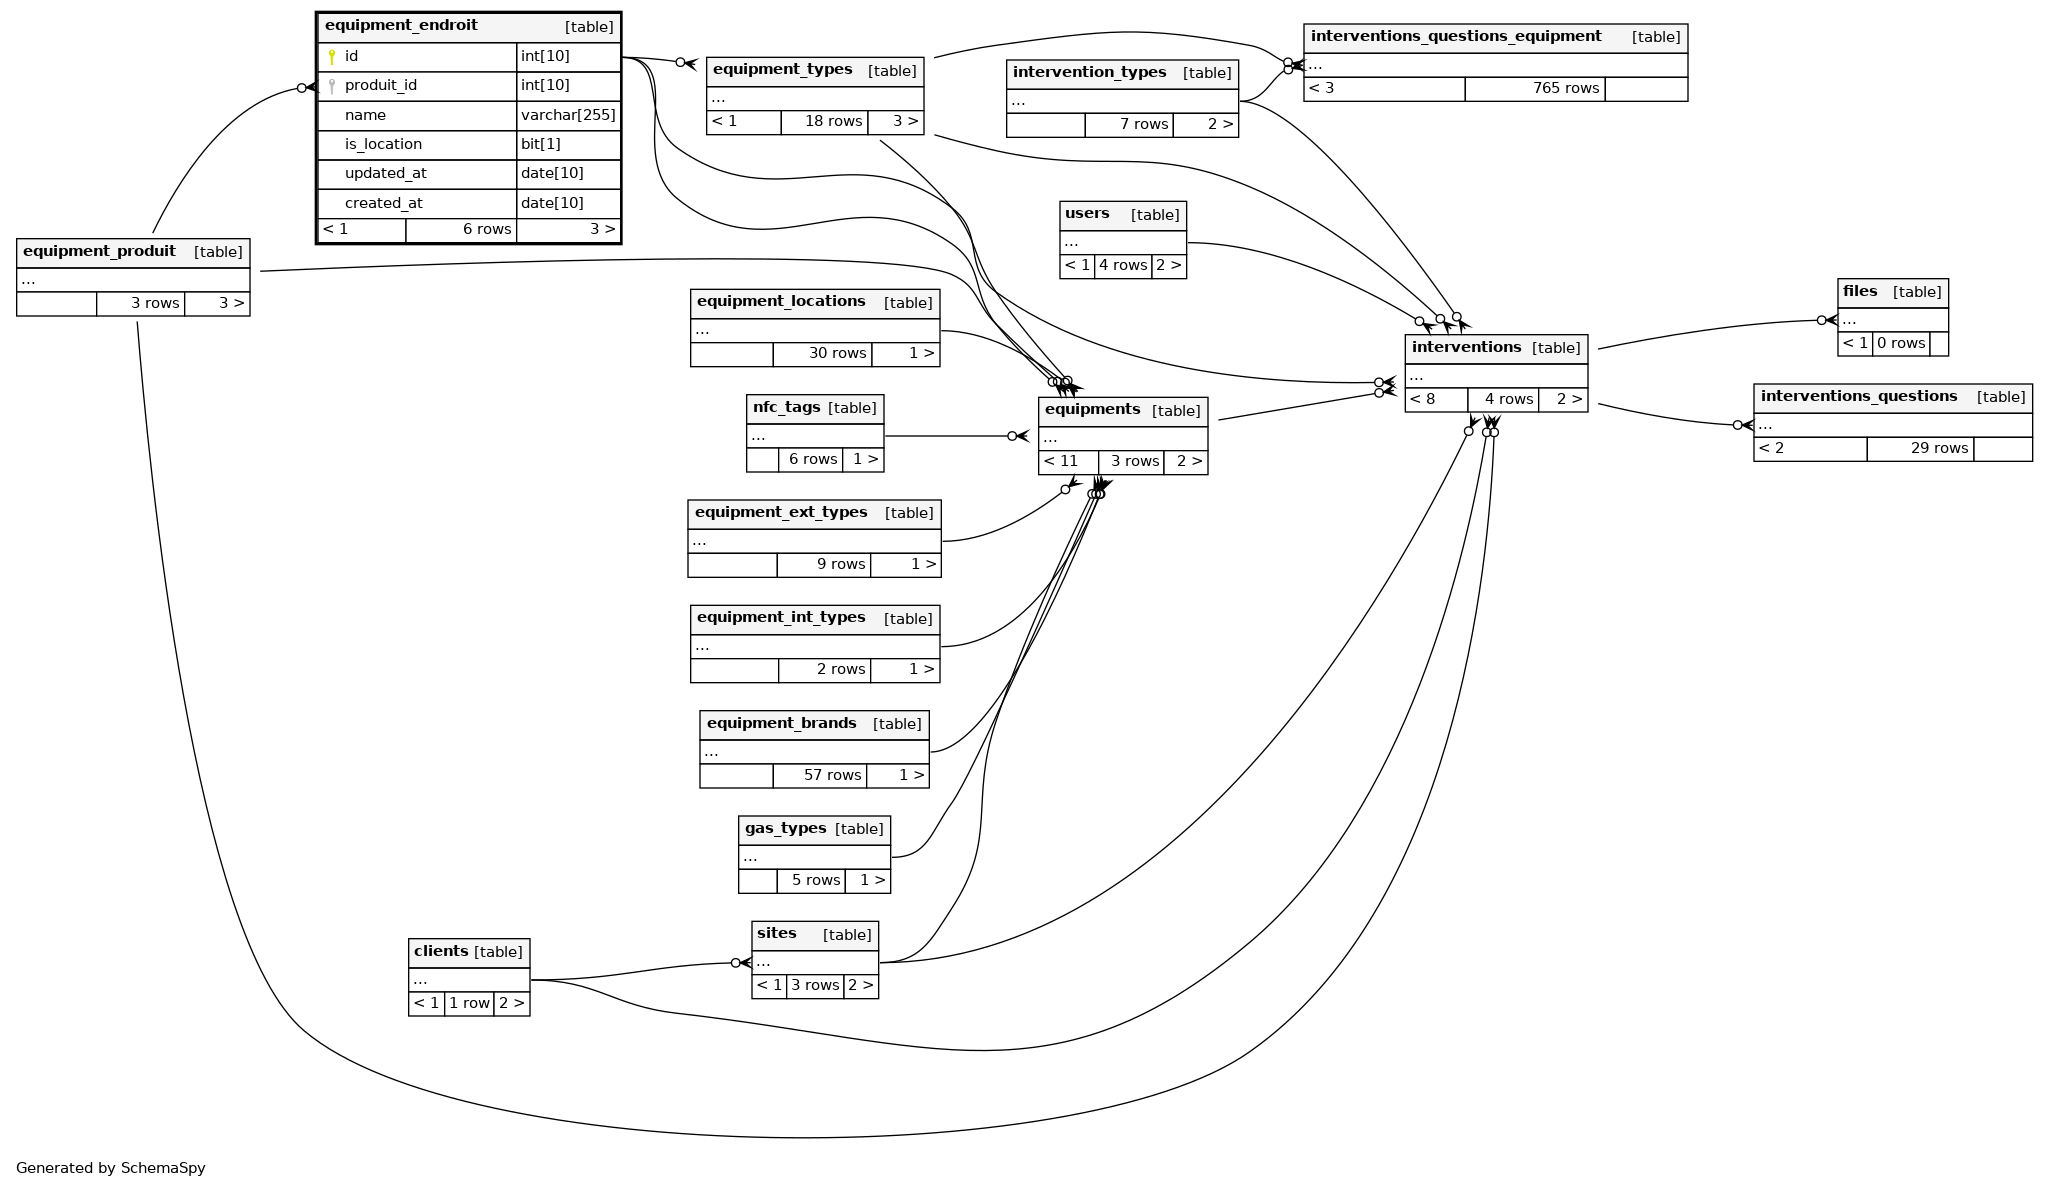 equipment_endroit [table]
id int[10]
produit_id int[10]
name varchar[255]
is_location bit[1]
updated_at date[10]
created_at date[10]
< 1 6 rows 3 >
equipment_types [table]
...
< 1 18 rows 3 >
intervention_types [table]
...
7 rows 2 >
interventions_questions_equipment [table]
...
< 3 765 rows
equipment_produit [table]
...
3 rows 3 >
users [table]
...
< 1 4 rows 2 >
equipment_locations [table]
...
30 rows 1 >
interventions [table]
...
< 8 4 rows 2 >
files [table]
...
< 1 0 rows
nfc_tags [table]
...
6 rows 1 >
equipments [table]
...
< 11 3 rows 2 >
interventions_questions [table]
...
< 2 29 rows
equipment_ext_types [table]
...
9 rows 1 >
equipment_int_types [table]
...
2 rows 1 >
equipment_brands [table]
...
57 rows 1 >
gas_types [table]
...
5 rows 1 >
clients [table]
...
< 1 1 row 2 >
sites [table]
...
< 1 3 rows 2 >
Generated by SchemaSpy